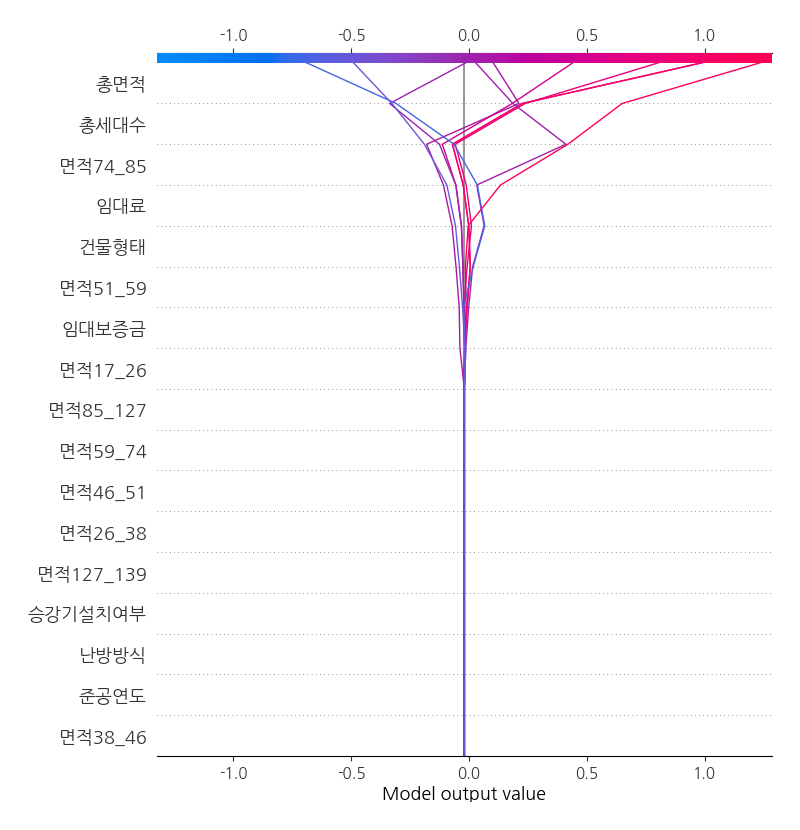 -1.0 -0.5 0.0 0.5 1.0
총면적
총세대수
면적74_85
임대료
건물형태
면적51_59
임대보증금
면적17_26
면적85_127
면적59_74
면적46_51
면적26_38
면적127_139
승강기설치여부
난방방식
준공연도
면적38_46
-1.0 -0.5 0.0 0.5 1.0
Model output value